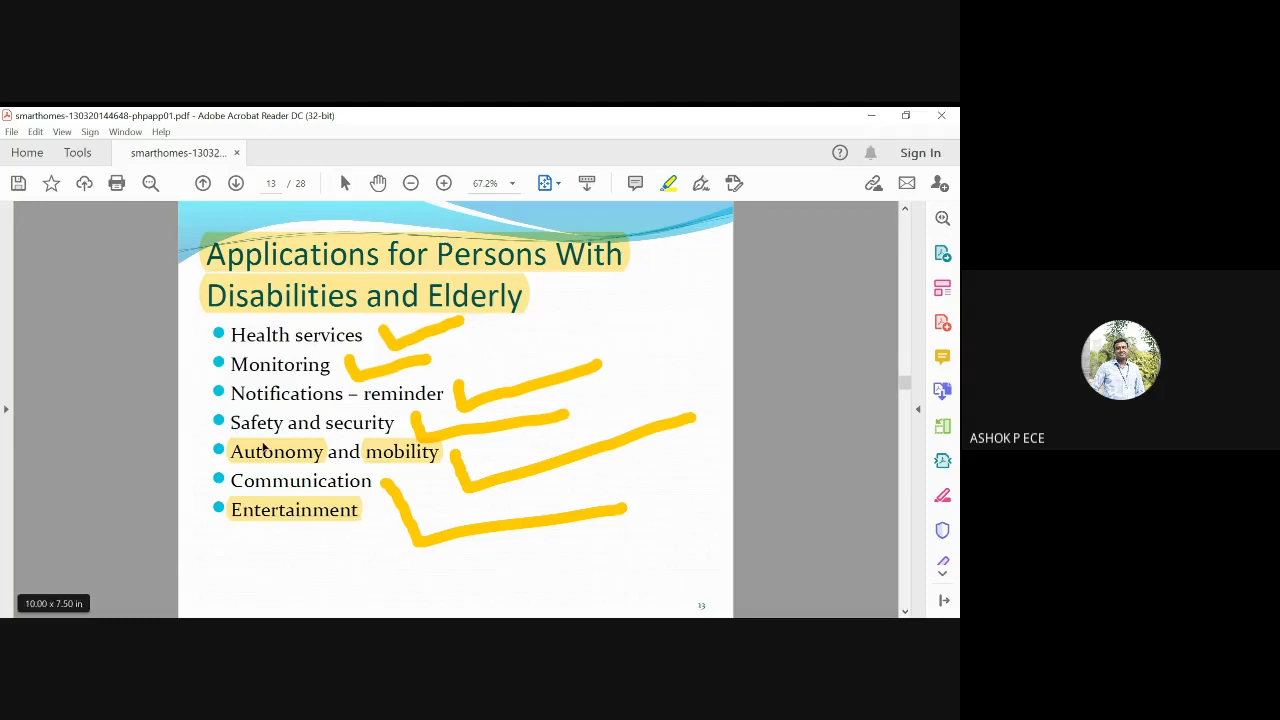 smarthomes-130320144648-phpapp01.pdf - Adobe Acrobat Reader DC (32-bit)
File Edit View Sign Window Help
Home Tools smarthomes-13032... × Sign In
13 / 28 67.2%
Applications for Persons With
Disabilities and Elderly
Health services
Monitoring
Notifications – reminder
Safety and security
Autonomy and mobility
Communication
Entertainment
13
10.00 x 7.50 in
ASHOK P ECE